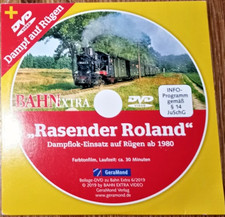 + DVD
Dampf auf Rügen
BAHN EXTRA
DVD
VIDEO
INFO-
Programm
gemäß
§ 14
JuSchG
„Rasender Roland"
Dampflok-Einsatz auf Rügen ab 1980
Farbtonfilm, Laufzeit: ca. 30 Minuten
GeraMond
Beilage-DVD zu Bahn Extra 6/2019
© 2019 by BAHN EXTRA VIDEO
GeraMond Verlag
www.geramond.de